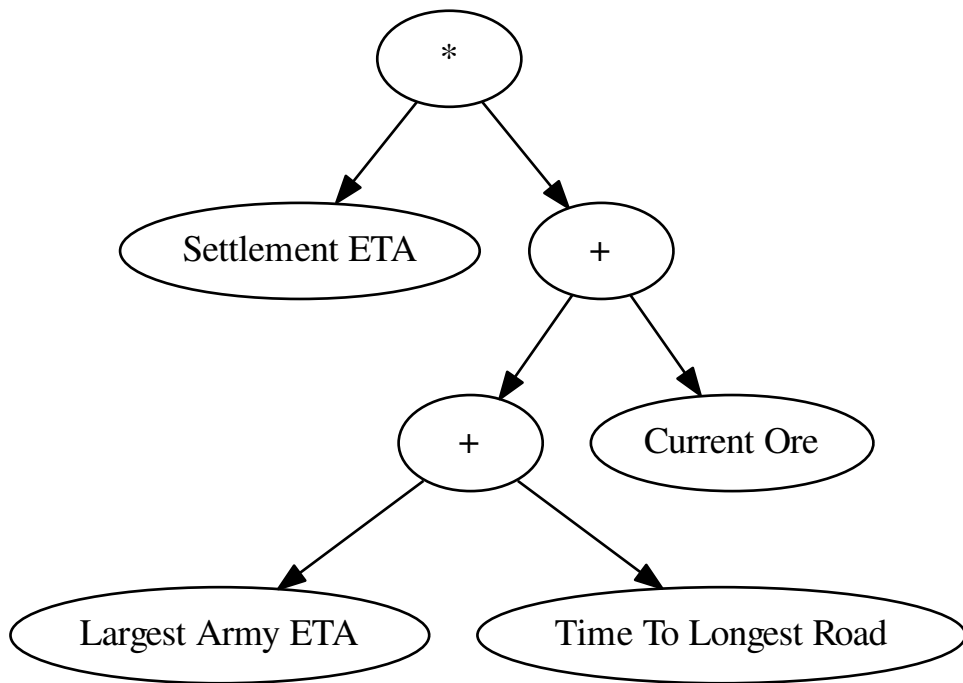 *
Settlement ETA
+
+
Current Ore
Largest Army ETA
Time To Longest Road